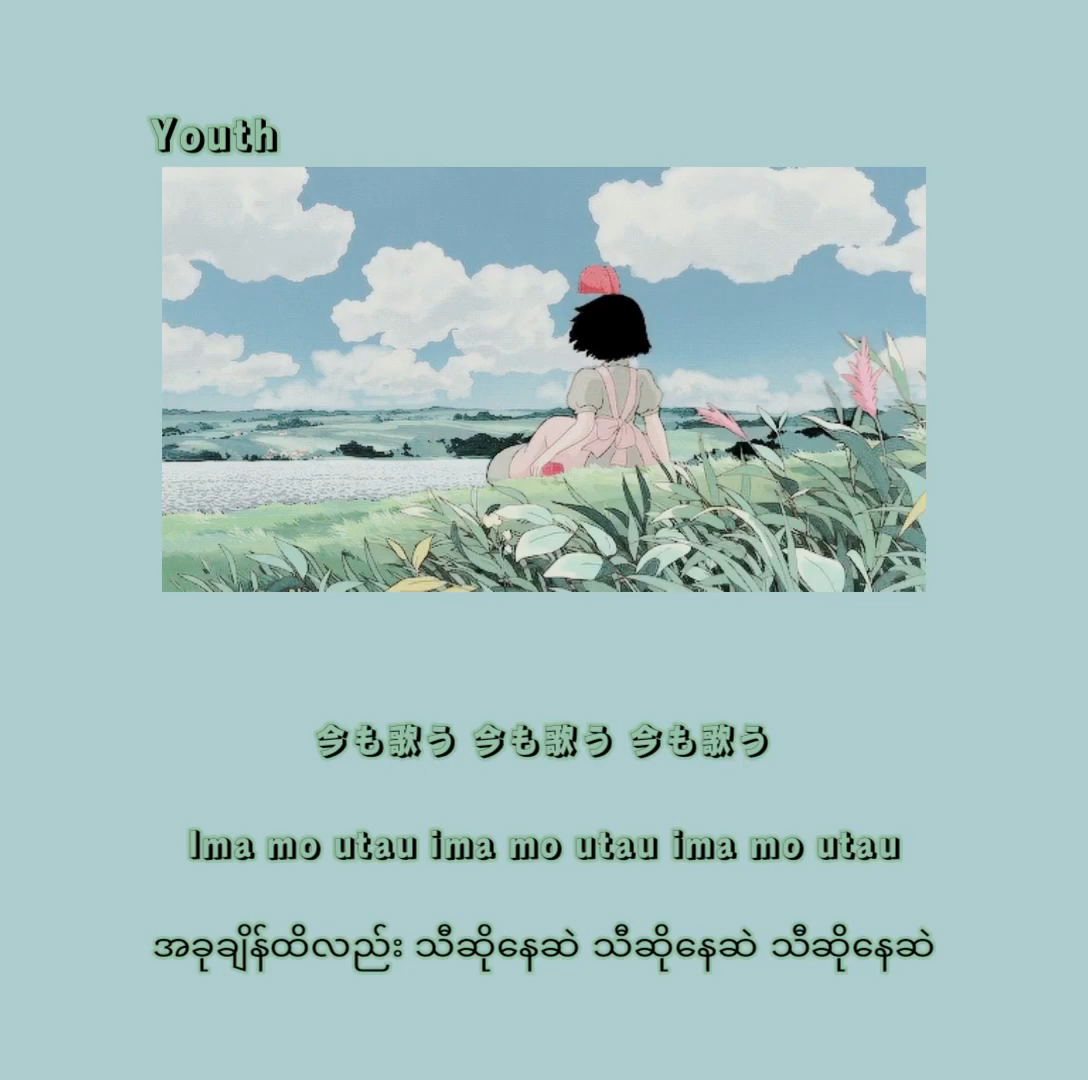 Youth
今も歌う 今も歌う 今も歌う
Ima mo utau ima mo utau ima mo utau
အခုချိန်ထိလည်း သီဆိုနေဆဲ သီဆိုနေဆဲ သီဆိုနေဆဲ